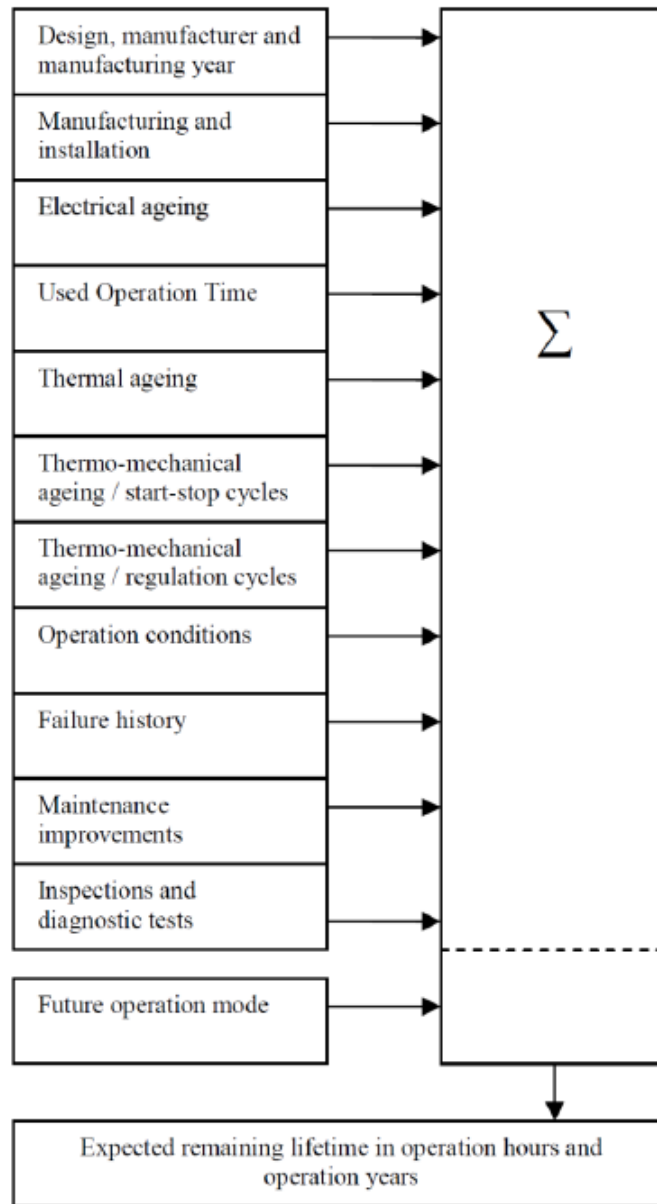 Design, manufacturer and
manufacturing year
Manufacturing and
installation
Electrical ageing
Used Operation Time
∑
Thermal ageing
Thermo-mechanical
ageing / start-stop cycles
Thermo-mechanical
ageing / regulation cycles
Operation conditions
Failure history
Maintenance
improvements
Inspections and
diagnostic tests
Future operation mode
Expected remaining lifetime in operation hours and
operation years